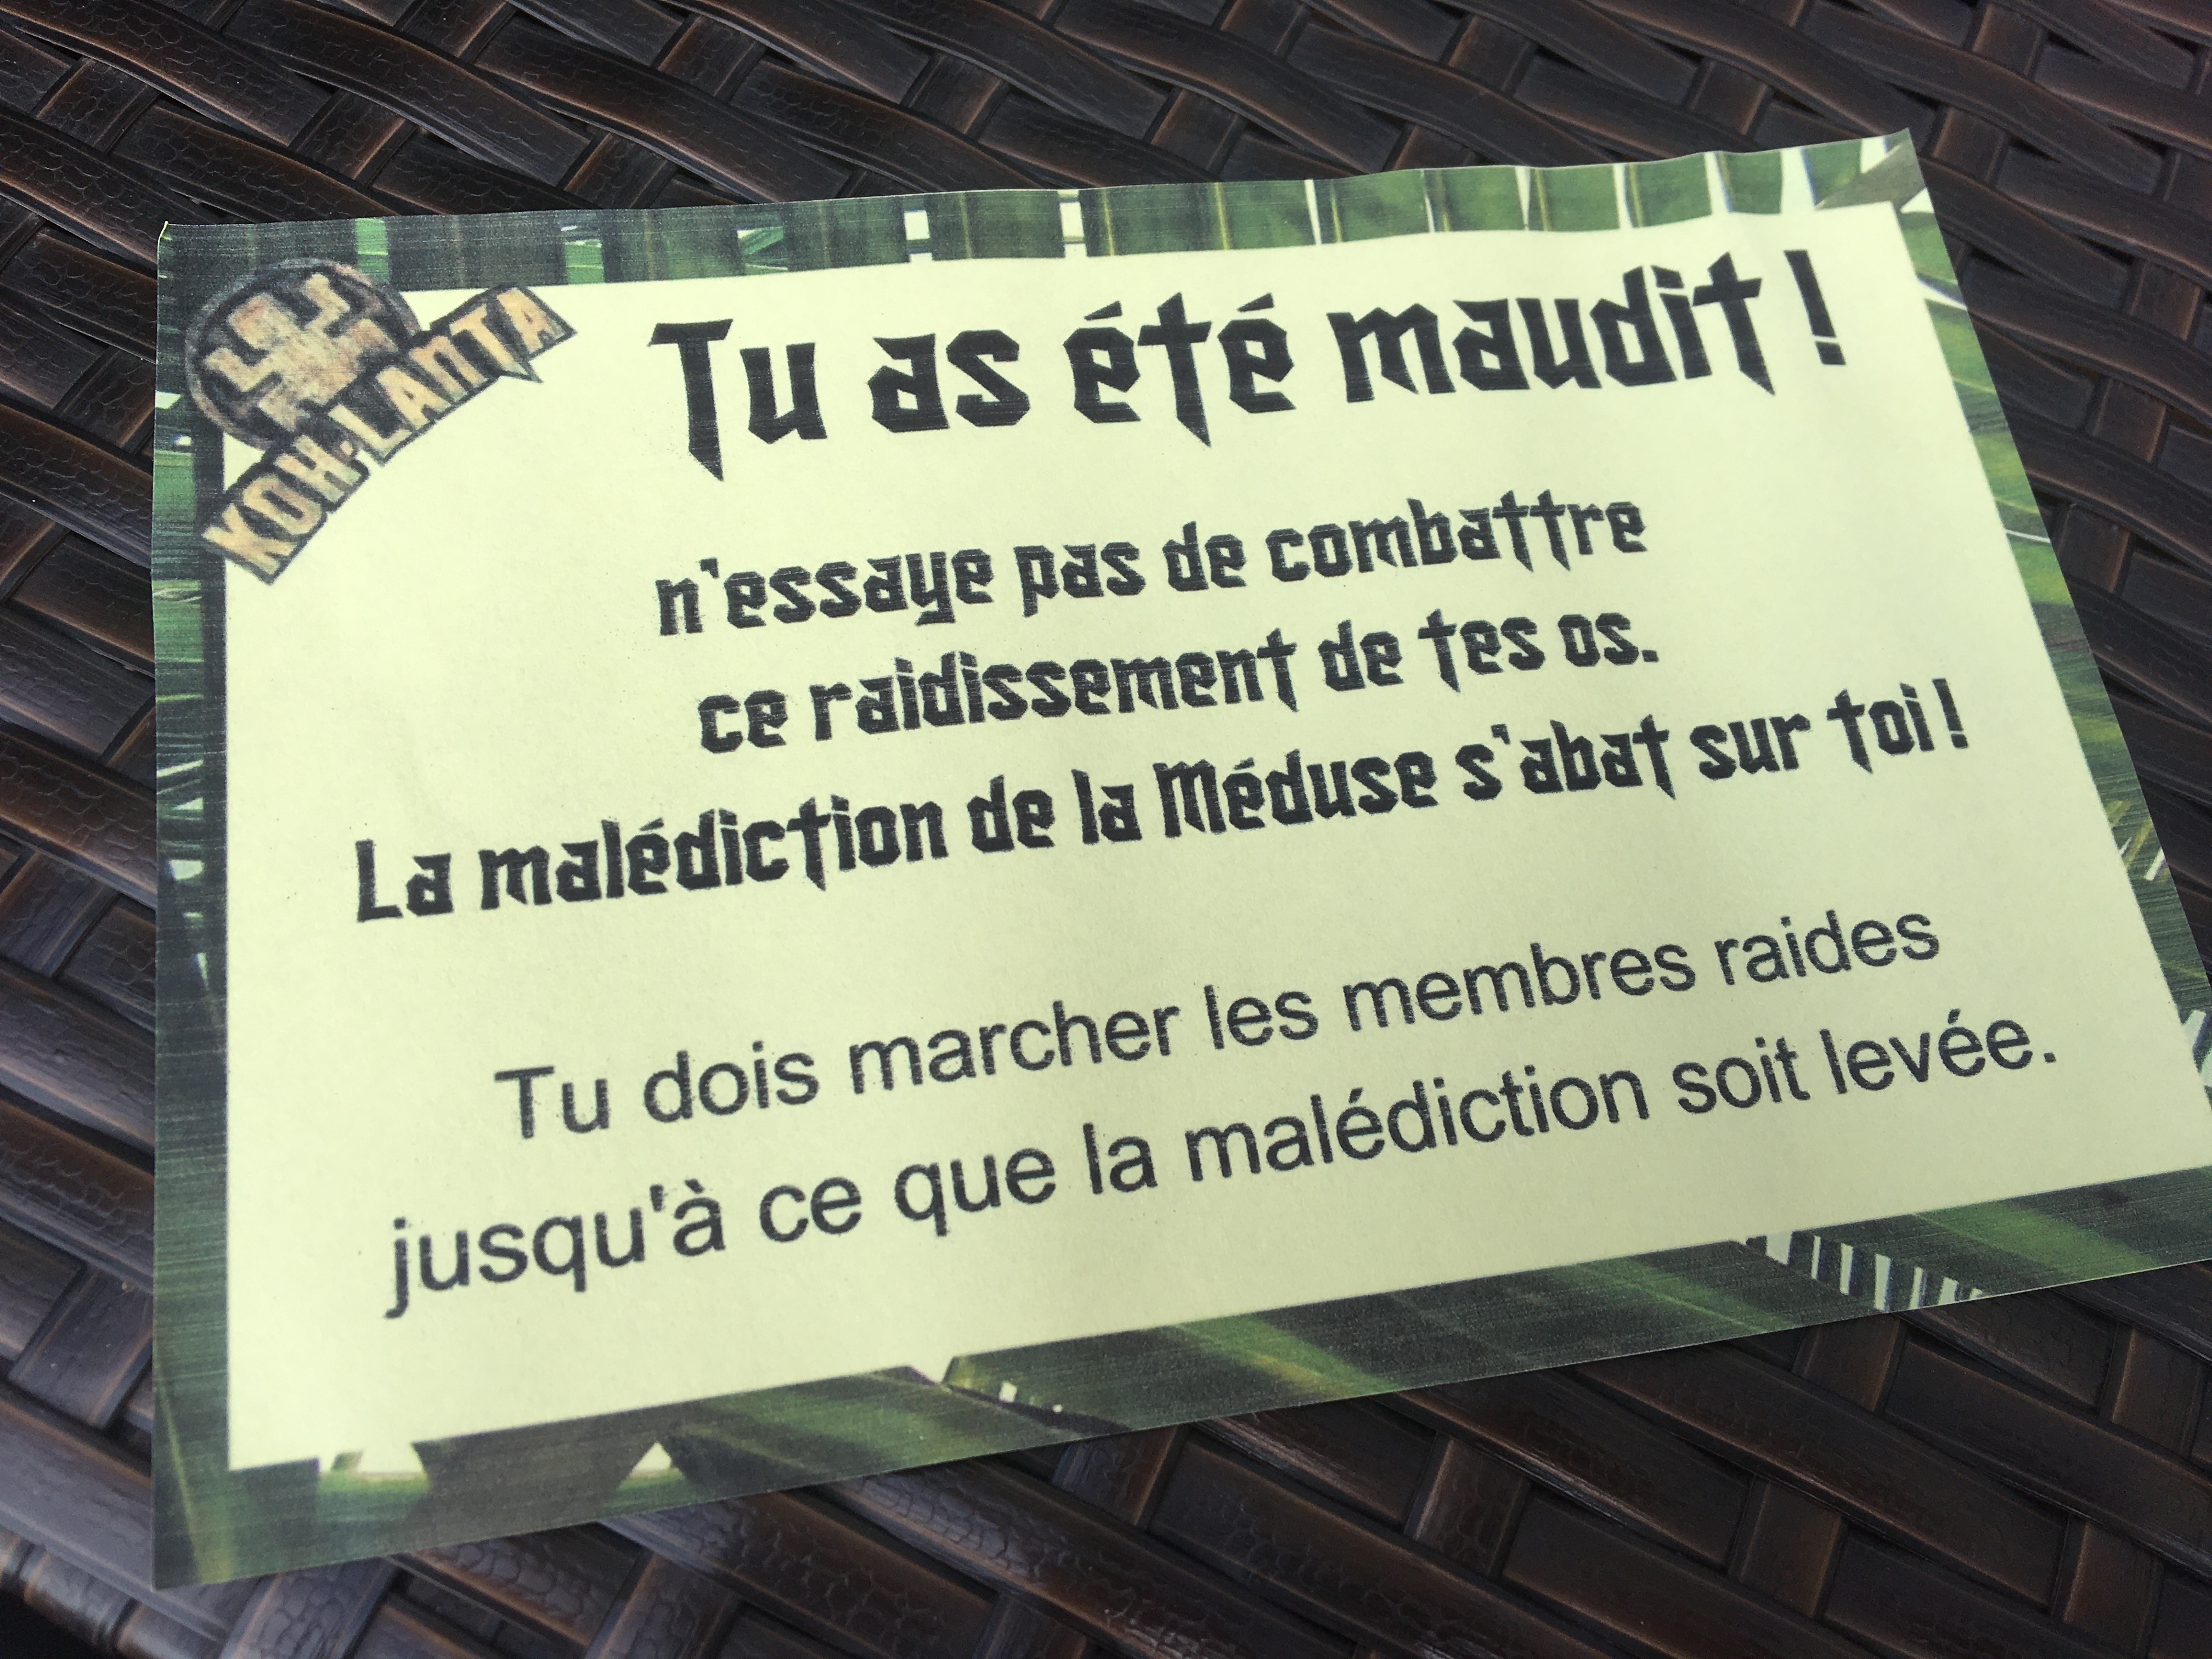 KOH-LANTA
Tu as été maudit !
n'essaye pas de combattre
ce raidissement de tes os.
La malédiction de la méduse s'abat sur toi!
Tu dois marcher les membres raides
jusqu'à ce que la malédiction soit levée.